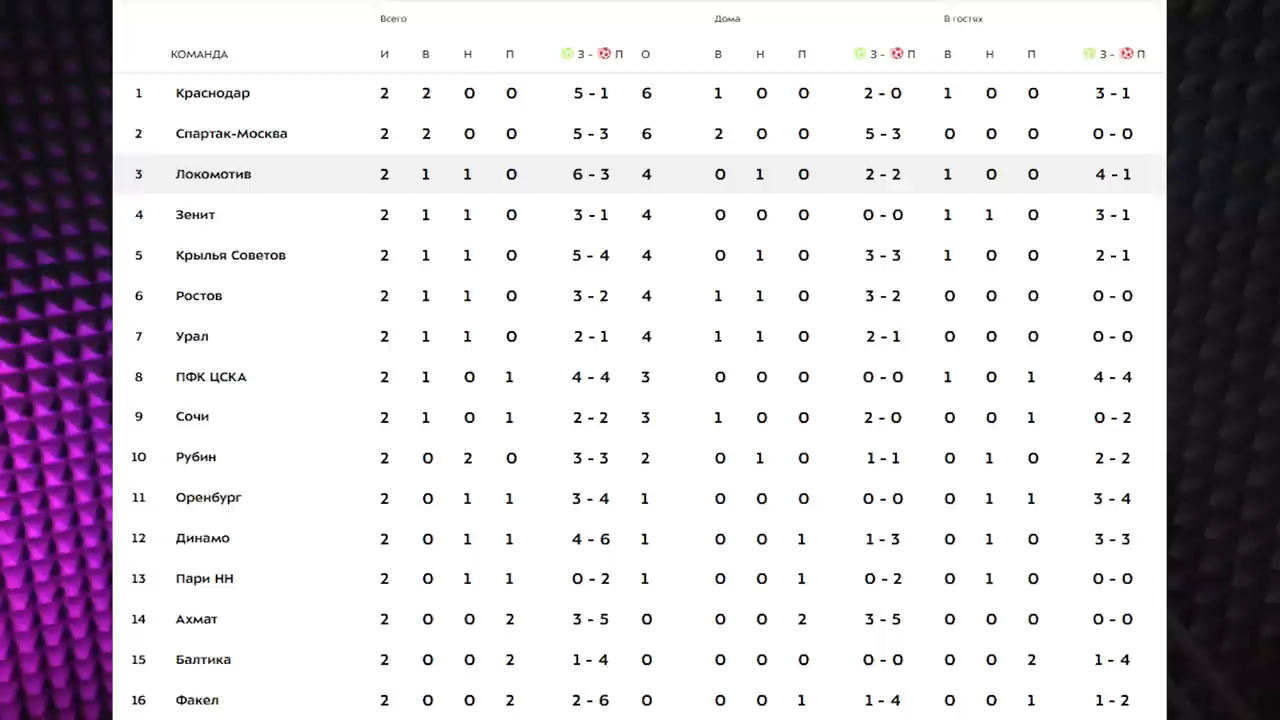 Всего Дома В гостях
КОМАНДА И В Н П З - П О В Н П З - П В Н П З - П
1 Краснодар 2 2 0 0 5 - 1 6 1 0 0 2 - 0 1 0 0 3 - 1
2 Спартак-Москва 2 2 0 0 5 - 3 6 2 0 0 5 - 3 0 0 0 0 - 0
3 Локомотив 2 1 1 0 6 - 3 4 0 1 0 2 - 2 1 0 0 4 - 1
4 Зенит 2 1 1 0 3 - 1 4 0 0 0 0 - 0 1 1 0 3 - 1
5 Крылья Советов 2 1 1 0 5 - 4 4 0 1 0 3 - 3 1 0 0 2 - 1
6 Ростов 2 1 1 0 3 - 2 4 1 1 0 3 - 2 0 0 0 0 - 0
7 Урал 2 1 1 0 2 - 1 4 1 1 0 2 - 1 0 0 0 0 - 0
8 ПФК ЦСКА 2 1 0 1 4 - 4 3 0 0 0 0 - 0 1 0 1 4 - 4
9 Сочи 2 1 0 1 2 - 2 3 1 0 0 2 - 0 0 0 1 0 - 2
10 Рубин 2 0 2 0 3 - 3 2 0 1 0 1 - 1 0 1 0 2 - 2
11 Оренбург 2 0 1 1 3 - 4 1 0 0 0 0 - 0 0 1 1 3 - 4
12 Динамо 2 0 1 1 4 - 6 1 0 0 1 1 - 3 0 1 0 3 - 3
13 Пари НН 2 0 1 1 0 - 2 1 0 0 1 0 - 2 0 1 0 0 - 0
14 Ахмат 2 0 0 2 3 - 5 0 0 0 2 3 - 5 0 0 0 0 - 0
15 Балтика 2 0 0 2 1 - 4 0 0 0 0 0 - 0 0 0 2 1 - 4
16 Факел 2 0 0 2 2 - 6 0 0 0 1 1 - 4 0 0 1 1 - 2